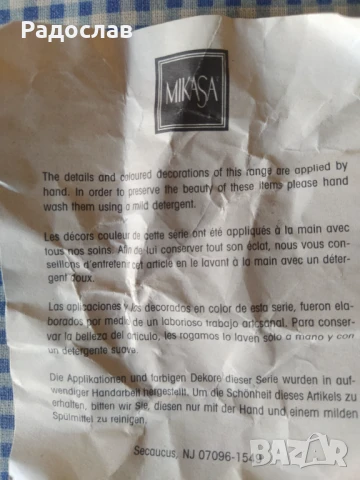 Радослав
MIKASA
The details and coloured decorations of this range are applied by
hand. In order to preserve the beauty of these items please hand
wash them using a mild detergent.
Les décors couleur de cette série ont été appliqués à la main avec
tous nos soins. Afin de lui conserver tout son éclat, nous vous con-
seillons d'entretenir cet article en le lavant à la main avec un déter-
gent doux.
Las aplicaciones y los decorados en color de esta serie, fueron ela-
borados por medio de un laborioso trabajo artesanal. Para conser-
var la belleza del artículo, les rogamos lo laven sólo a mano y con
un detergente suave.
Die Applikationen und farbigen Dekore dieser Serie wurden in auf-
wendiger Handarbeit hergestellt. Um die Schönheit dieses Artikels zu
erhalten, bitten wir Sie, diesen nur mit der Hand und einem milden
Spülmittel zu reinigen.
Secaucus, NJ 07096-1549
BAZAR
bg